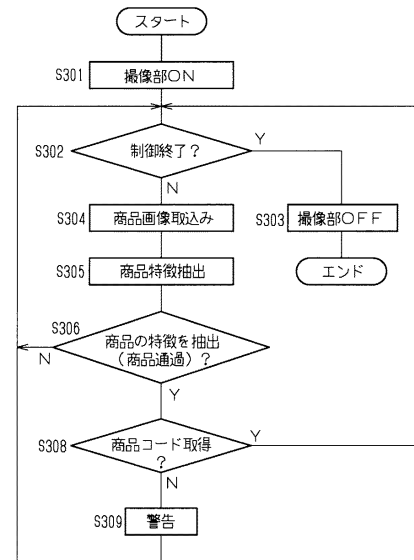 スタート
S301
撮像部ON
S302
制御終了？
Y
N
S304
商品画像取込み
S303
撮像部OFF
S305
商品特徴抽出
エンド
S306
商品の特徴を抽出
（商品通過）？
N
Y
S308
商品コード取得
？
Y
N
S309
警告